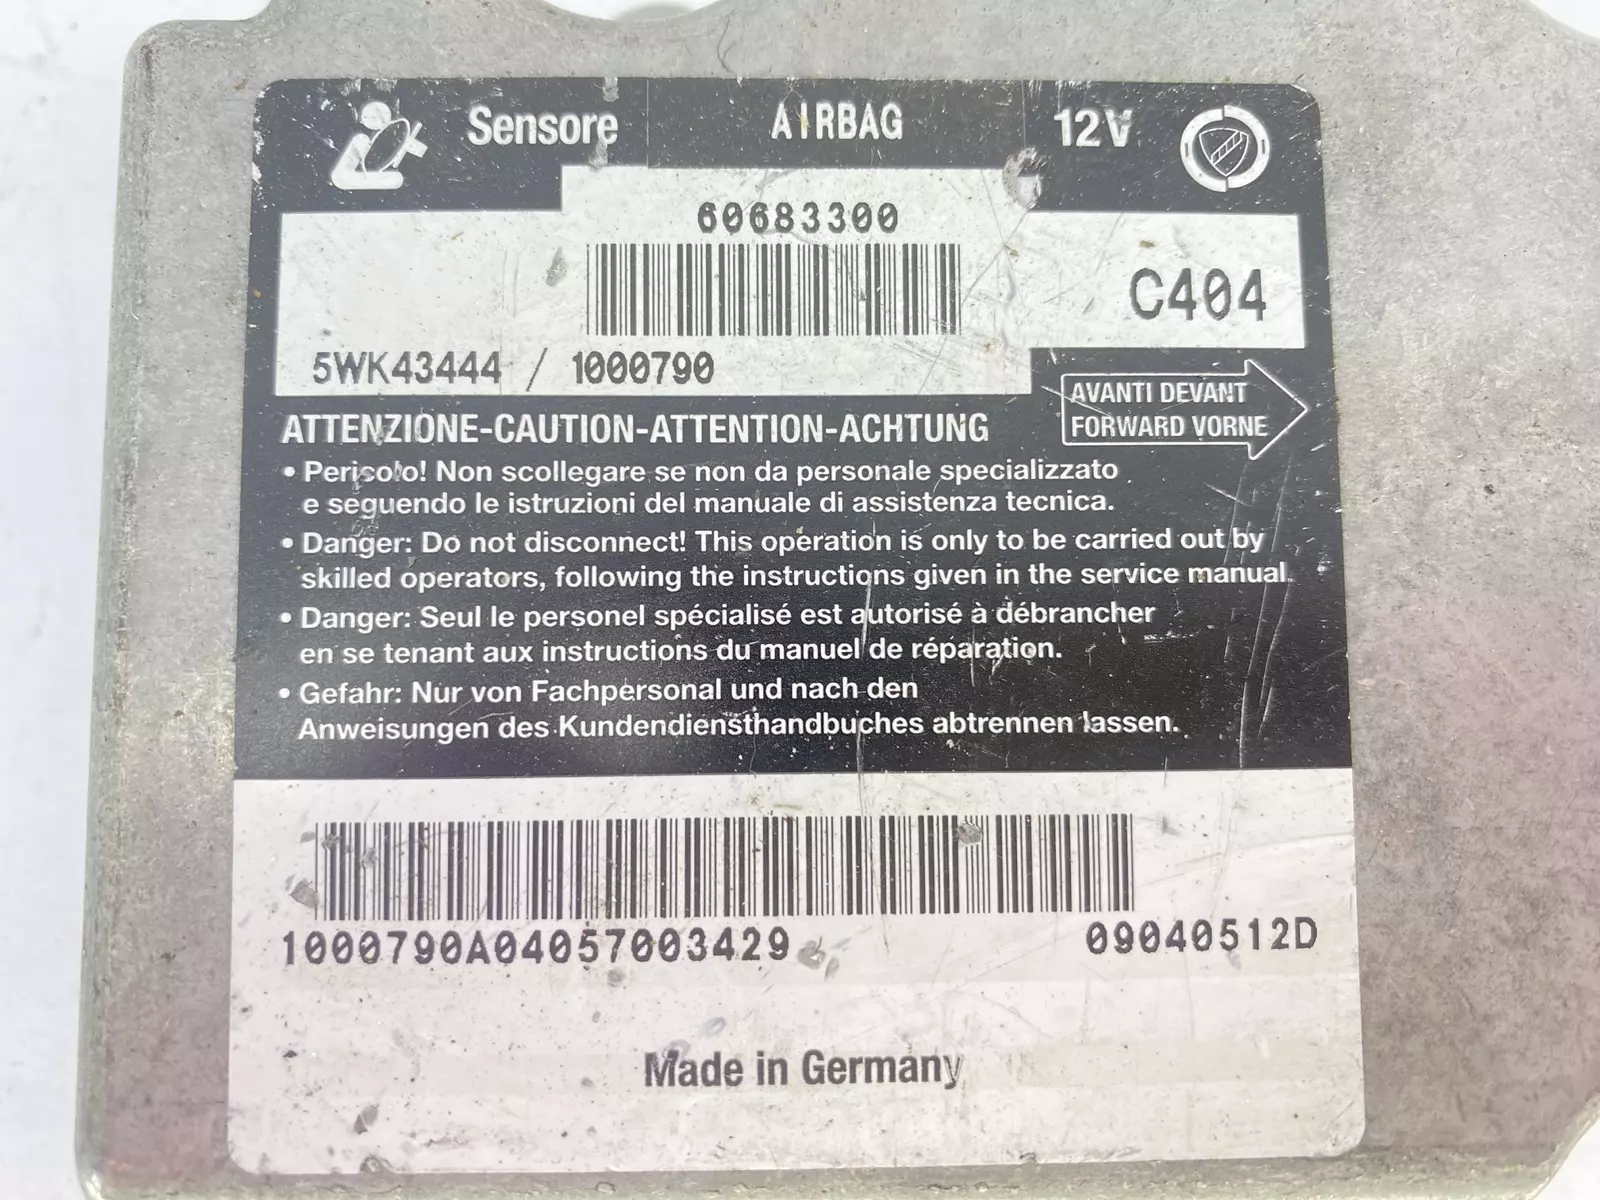 Sensore AIRBAG 12V
60683300
C404
5WK43444 / 1000790
AVANTI DEVANT
FORWARD VORNE
ATTENZIONE-CAUTION-ATTENTION-ACHTUNG
• Pericolo! Non scollegare se non da personale specializzato
e seguendo le istruzioni del manuale di assistenza tecnica.
• Danger: Do not disconnect! This operation is only to be carried out by
skilled operators, following the instructions given in the service manual.
• Danger: Seul le personel spécialisé est autorisé à débrancher
en se tenant aux instructions du manuel de réparation.
• Gefahr: Nur von Fachpersonal und nach den
Anweisungen des Kundendiensthandbuches abtrennen lassen.
1000790A04057003429 09040512D
Made in Germany